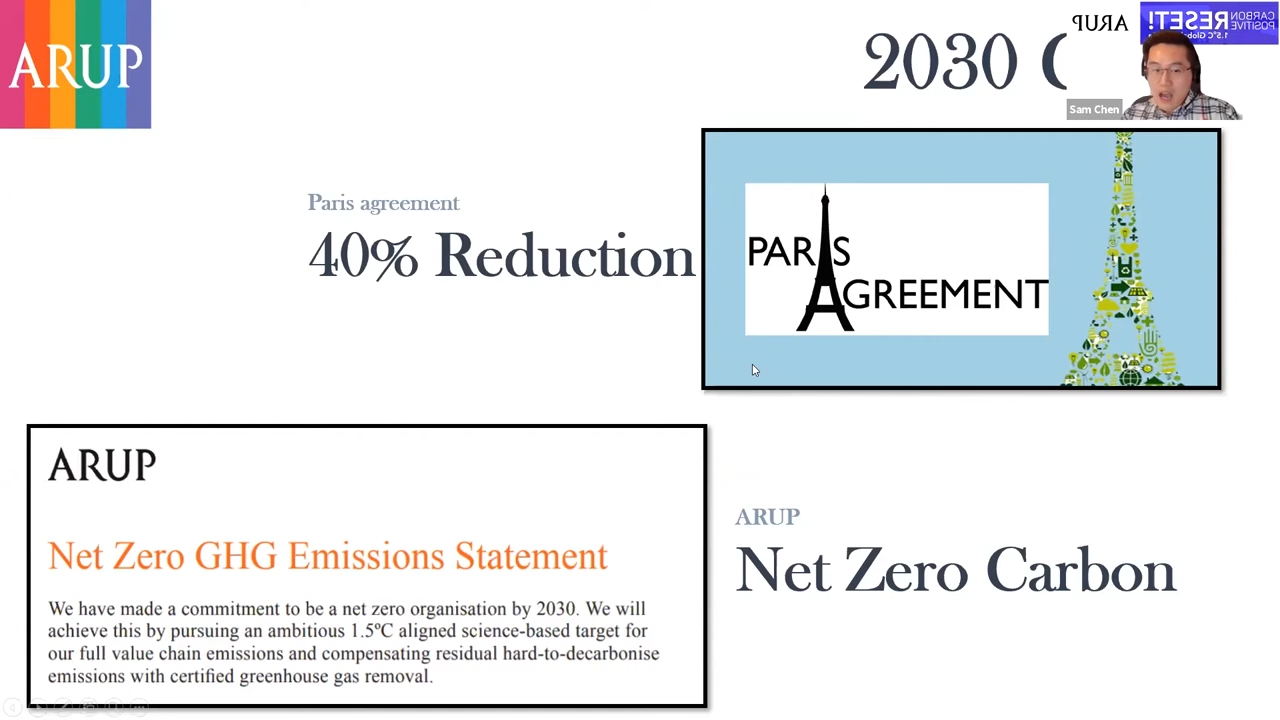 ARUP
2030
ARUP
CARBON
POSITIVE
RESET!
Sam Chen
Paris agreement
40% Reduction
PARIS
AGREEMENT
ARUP
Net Zero GHG Emissions Statement
We have made a commitment to be a net zero organisation by 2030. We will
achieve this by pursuing an ambitious 1.5ºC aligned science-based target for
our full value chain emissions and compensating residual hard-to-decarbonise
emissions with certified greenhouse gas removal.
ARUP
Net Zero Carbon